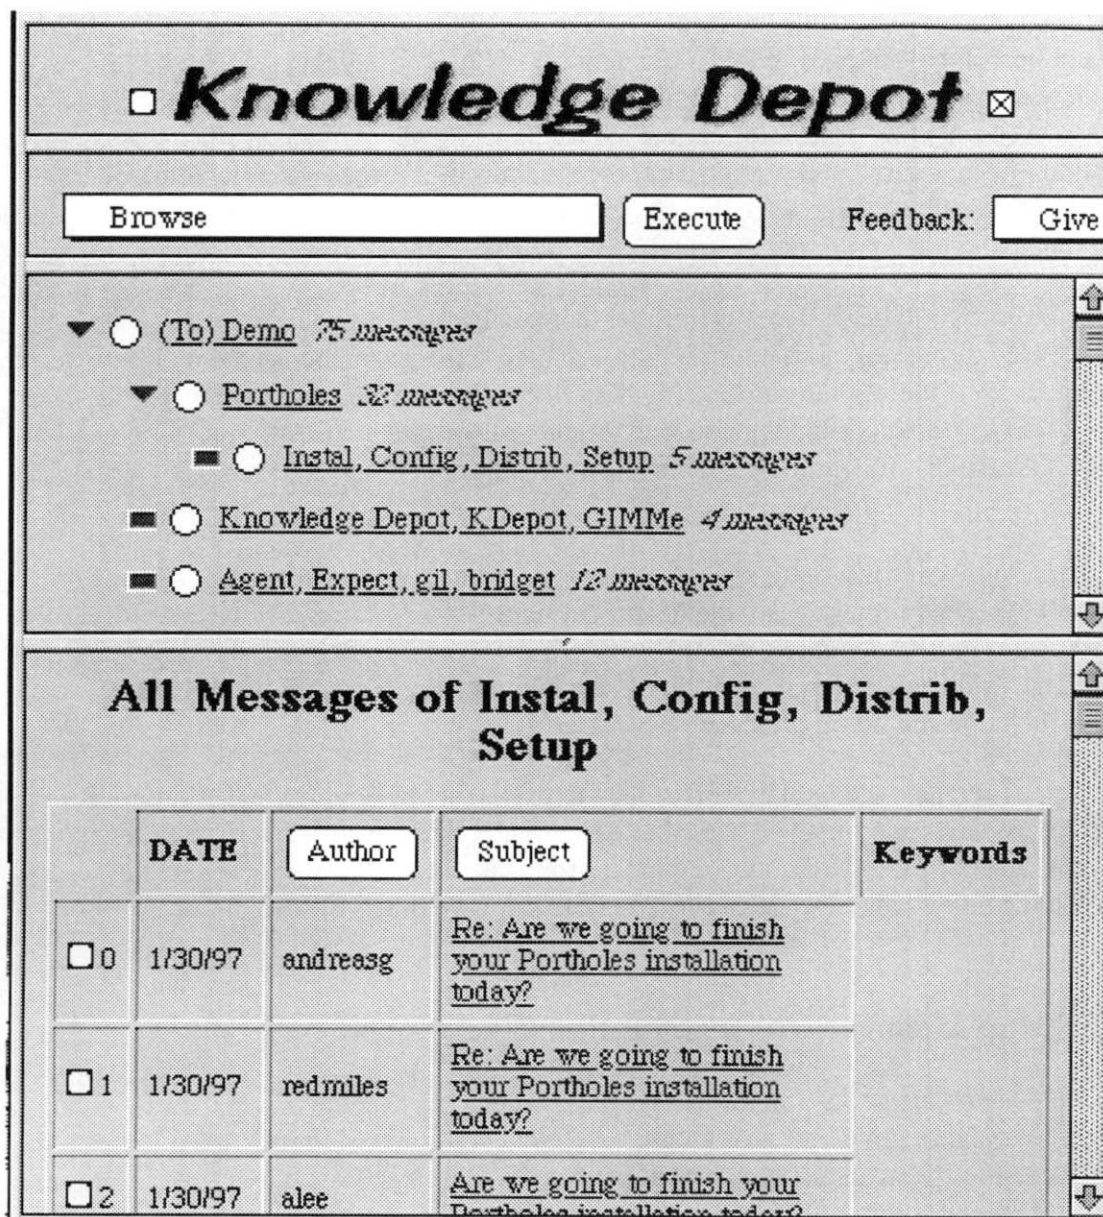 Knowledge Depot
Browse Execute Feedback: Give
(To) Demo 75 messages
Portholes 32 messages
Instal, Config, Distrib, Setup 5 messages
Knowledge Depot, KDepot, GIMMe 4 messages
Agent, Expect, gil, bridget 12 messages
All Messages of Instal, Config, Distrib,
Setup
DATE Author Subject Keywords
0 1/30/97 andreasg Re: Are we going to finish
your Portholes installation
today?
1 1/30/97 redmiles Re: Are we going to finish
your Portholes installation
today?
2 1/30/97 alee Are we going to finish your
Portholes installation today?